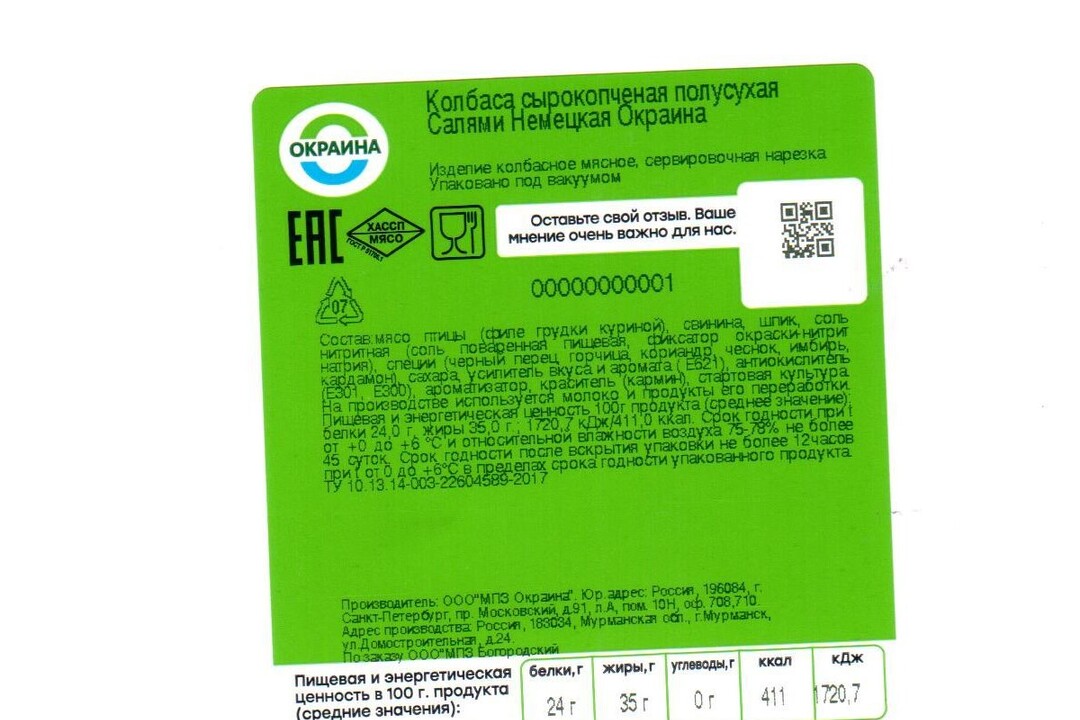 ОКРАИНА
Колбаса сырокопченая полусухая
Салями Немецкая Окраина
Изделие колбасное мясное, сервировочная нарезка
Упаковано под вакуумом
EAC
ХАССП
МЯСО
ГОСТ Р 51705.1
Оставьте свой отзыв. Ваше
мнение очень важно для нас.
00000000001
07
Состав:мясо птицы (филе грудки куриной), свинина, шпик, соль
нитритная (соль поваренная пищевая, фиксатор окраски-нитрит
натрия), специи (черный перец, горчица, кориандр, чеснок, имбирь,
кардамон), сахара, усилитель вкуса и аромата ( Е621), антиокислитель
(Е301, Е300), ароматизатор, краситель (кармин), стартовая культура.
На производстве используется молоко и продукты его переработки.
Пищевая и энергетическая ценность 100г продукта (среднее значение):
белки 24,0 г, жиры 35,0 г ; 1720,7 кДж/411,0 ккал. Срок годности при t
от +0 до +6 °С и относительной влажности воздуха 75-78% не более
45 суток. Срок годности после вскрытия упаковки не более 12часов
при t от 0 до +6°С в пределах срока годности упакованного продукта.
ТУ 10.13.14-003-22604589-2017
Производитель: ООО"МПЗ Окраина". Юр.адрес: Россия, 196084, г.
Санкт-Петербург, пр. Московский, д.91, л.А, пом. 10Н, оф. 708,710.
Адрес производства: Россия, 183034, Мурманская обл., г.Мурманск,
ул.Домостроительная, д.24.
По заказу ООО"МПЗ Богородский
Пищевая и энергетическая
ценность в 100 г. продукта
(средние значения):
белки,г жиры,г углеводы,г ккал кДж
24 г 35 г 0 г 411 1720,7